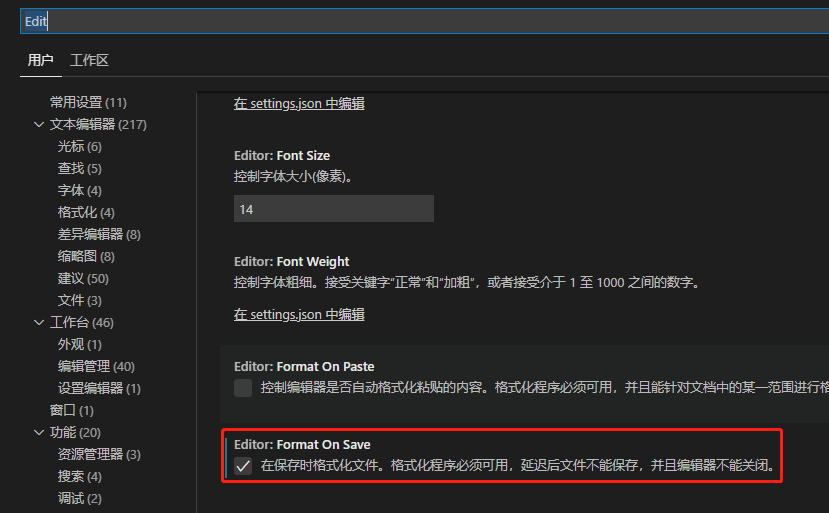 Edit
用户 工作区
常用设置 (11)
文本编辑器 (217)
光标 (6)
查找 (5)
字体 (4)
格式化 (4)
差异编辑器 (8)
缩略图 (8)
建议 (50)
文件 (3)
工作台 (46)
外观 (1)
编辑管理 (40)
设置编辑器 (1)
窗口 (1)
功能 (20)
资源管理器 (3)
搜索 (4)
调试 (2)
在 settings.json 中编辑
Editor: Font Size
控制字体大小(像素)。
14
Editor: Font Weight
控制字体粗细。接受关键字“正常”和“加粗”，或者接受介于 1 至 1000 之间的数字。
在 settings.json 中编辑
Editor: Format On Paste
控制编辑器是否自动格式化粘贴的内容。格式化程序必须可用，并且能针对文档中的某一范围进行格
Editor: Format On Save
在保存时格式化文件。格式化程序必须可用，延迟后文件不能保存，并且编辑器不能关闭。